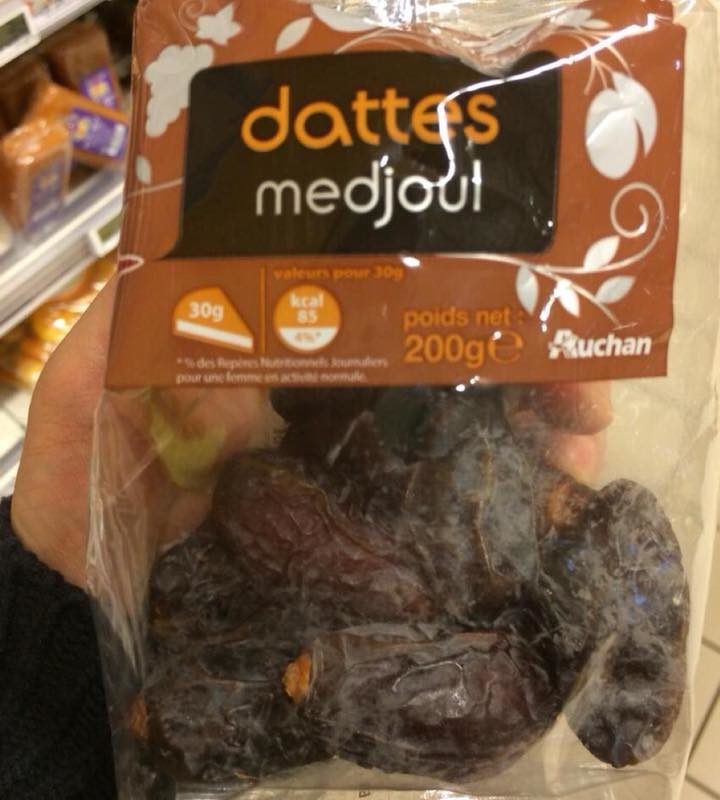 dattes
medjoul
valeurs pour 30g
30g
kcal
85
4%*
poids net :
200g e
Auchan
* % des Repères Nutritionnels Journaliers
pour une femme en activité normale.